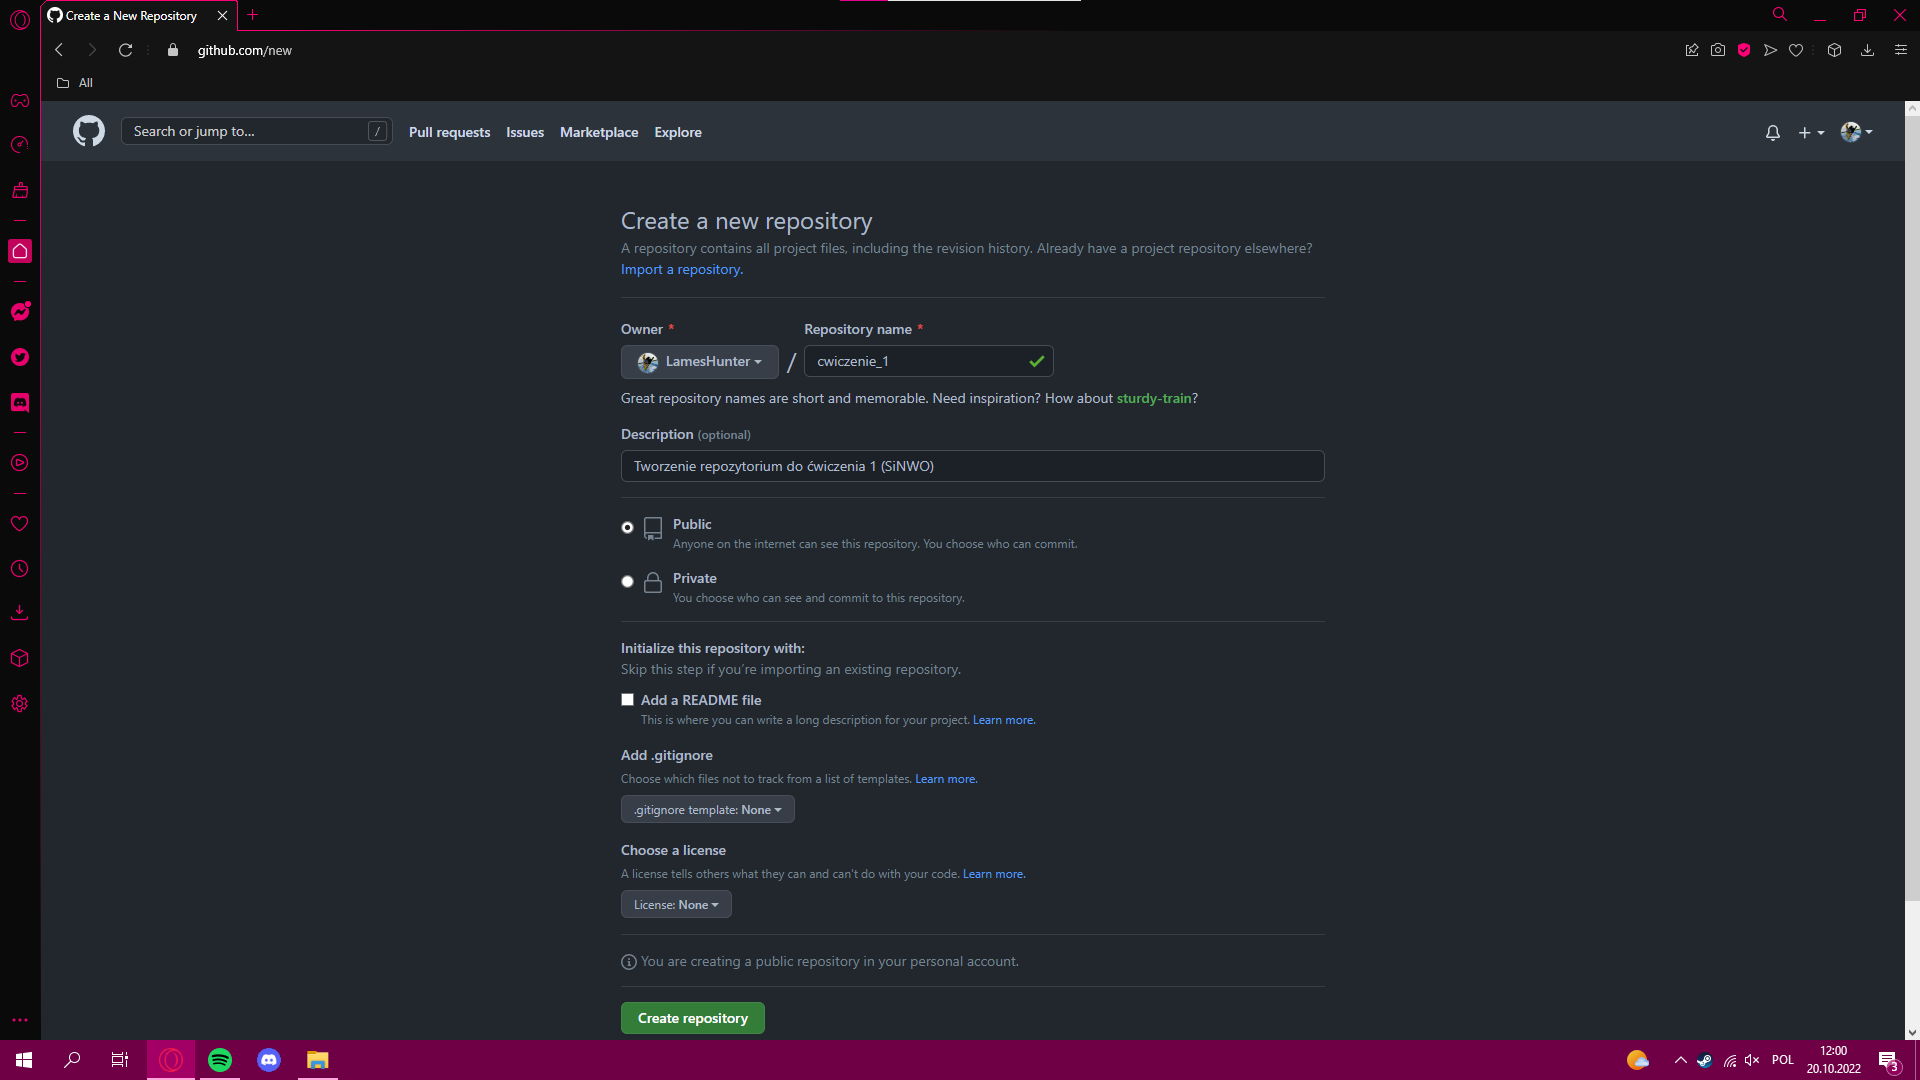 Create a New Repository
github.com/new
All
Search or jump to...
/
Pull requests
Issues
Marketplace
Explore
Create a new repository
A repository contains all project files, including the revision history. Already have a project repository elsewhere?
Import a repository.
Owner *
Repository name *
LamesHunter
/
cwiczenie_1
Great repository names are short and memorable. Need inspiration? How about sturdy-train?
Description (optional)
Tworzenie repozytorium do ćwiczenia 1 (SiNWO)
Public
Anyone on the internet can see this repository. You choose who can commit.
Private
You choose who can see and commit to this repository.
Initialize this repository with:
Skip this step if you’re importing an existing repository.
Add a README file
This is where you can write a long description for your project. Learn more.
Add .gitignore
Choose which files not to track from a list of templates. Learn more.
.gitignore template: None
Choose a license
A license tells others what they can and can't do with your code. Learn more.
License: None
You are creating a public repository in your personal account.
Create repository
POL
12:00
20.10.2022
3